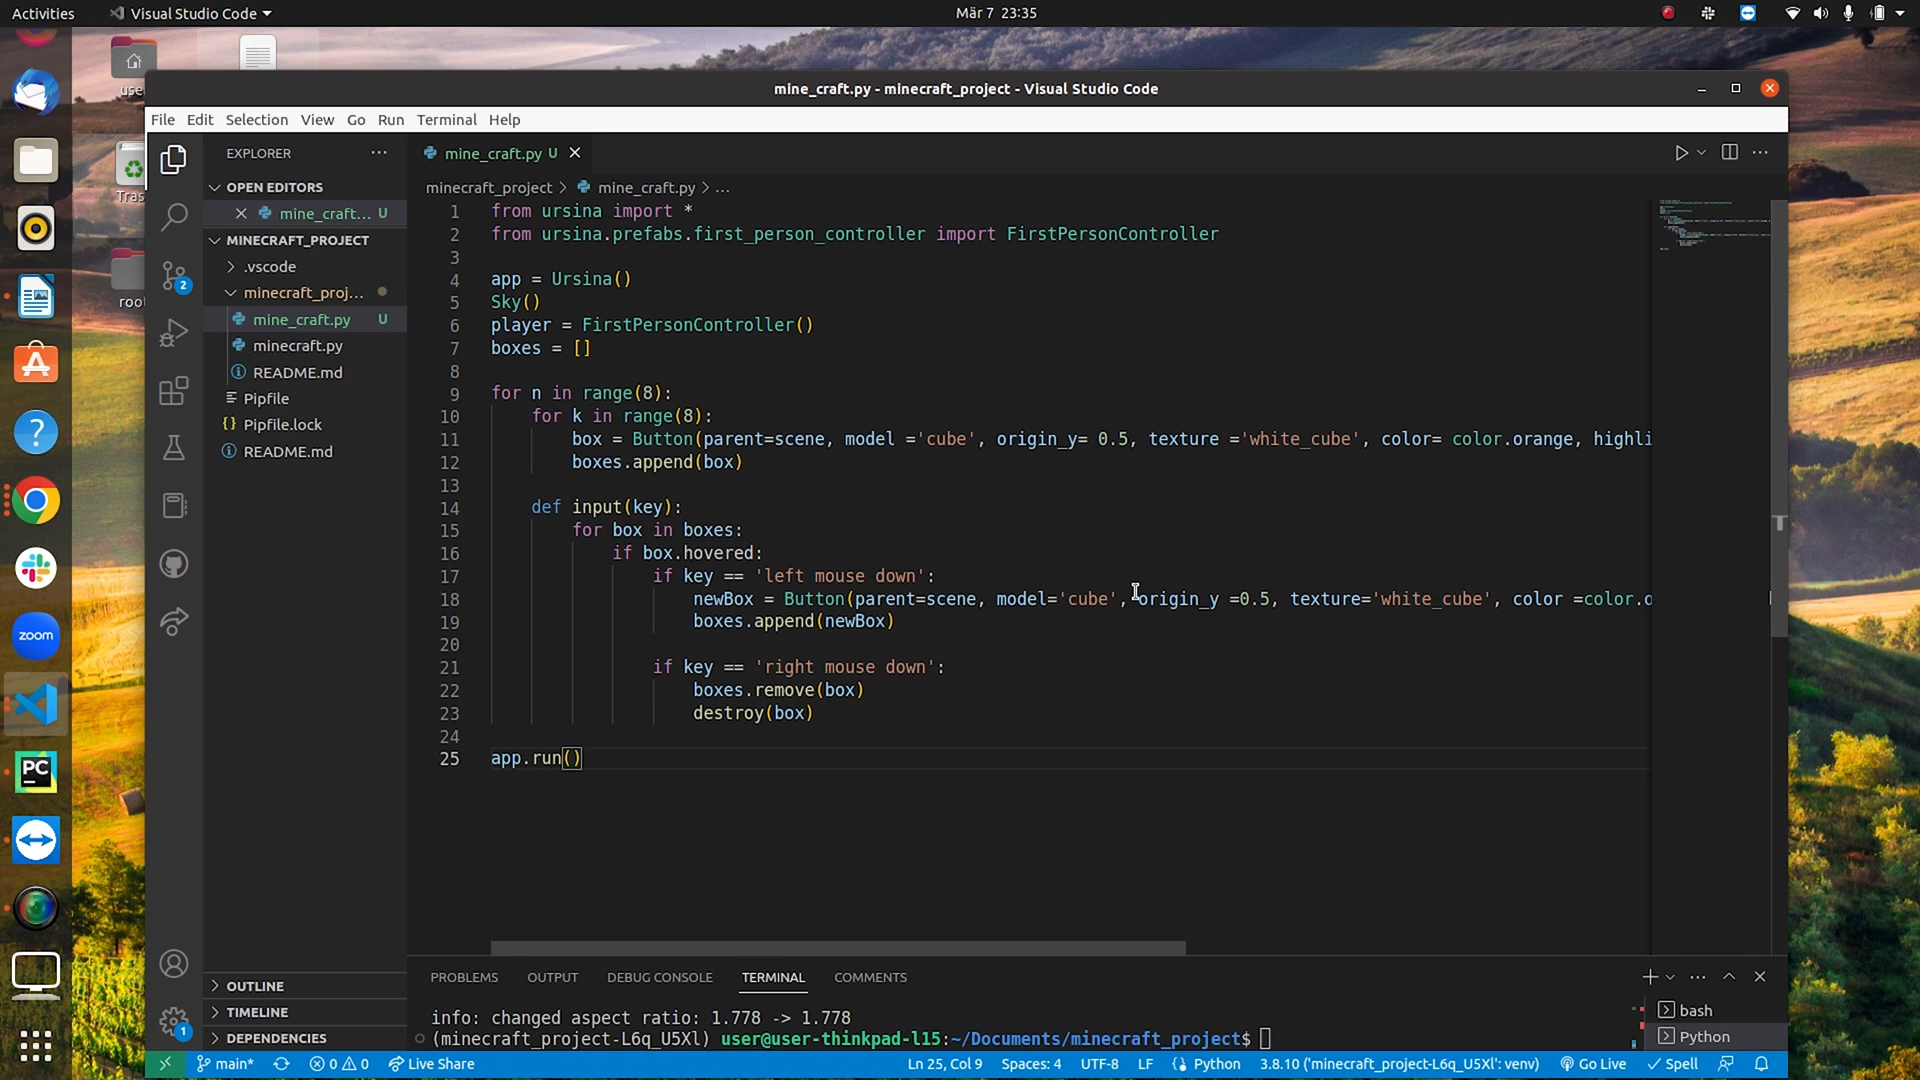 Activities
Visual Studio Code
Mär 7 23:35
mine_craft.py - minecraft_project - Visual Studio Code
File Edit Selection View Go Run Terminal Help
EXPLORER
OPEN EDITORS
mine_craft... U
MINECRAFT_PROJECT
.vscode
minecraft_proj...
mine_craft.py U
minecraft.py
README.md
Pipfile
Pipfile.lock
README.md
OUTLINE
TIMELINE
DEPENDENCIES
mine_craft.py U
minecraft_project > mine_craft.py > ...
1 from ursina import *
2 from ursina.prefabs.first_person_controller import FirstPersonController
3
4 app = Ursina()
5 Sky()
6 player = FirstPersonController()
7 boxes = []
8
9 for n in range(8):
10 for k in range(8):
11 box = Button(parent=scene, model ='cube', origin_y= 0.5, texture ='white_cube', color= color.orange, highli
12 boxes.append(box)
13
14 def input(key):
15 for box in boxes:
16 if box.hovered:
17 if key == 'left mouse down':
18 newBox = Button(parent=scene, model='cube', origin_y =0.5, texture='white_cube', color =color.o
19 boxes.append(newBox)
20
21 if key == 'right mouse down':
22 boxes.remove(box)
23 destroy(box)
24
25 app.run()
PROBLEMS OUTPUT DEBUG CONSOLE TERMINAL COMMENTS
info: changed aspect ratio: 1.778 -> 1.778
(minecraft_project-L6q_U5Xl) user@user-thinkpad-l15:~/Documents/minecraft_project$
bash
Python
main* 0 0 Live Share
Ln 25, Col 9 Spaces: 4 UTF-8 LF Python 3.8.10 ('minecraft_project-L6q_U5Xl': venv) Go Live Spell
2
1
use
Tras
roo
zoom
PC